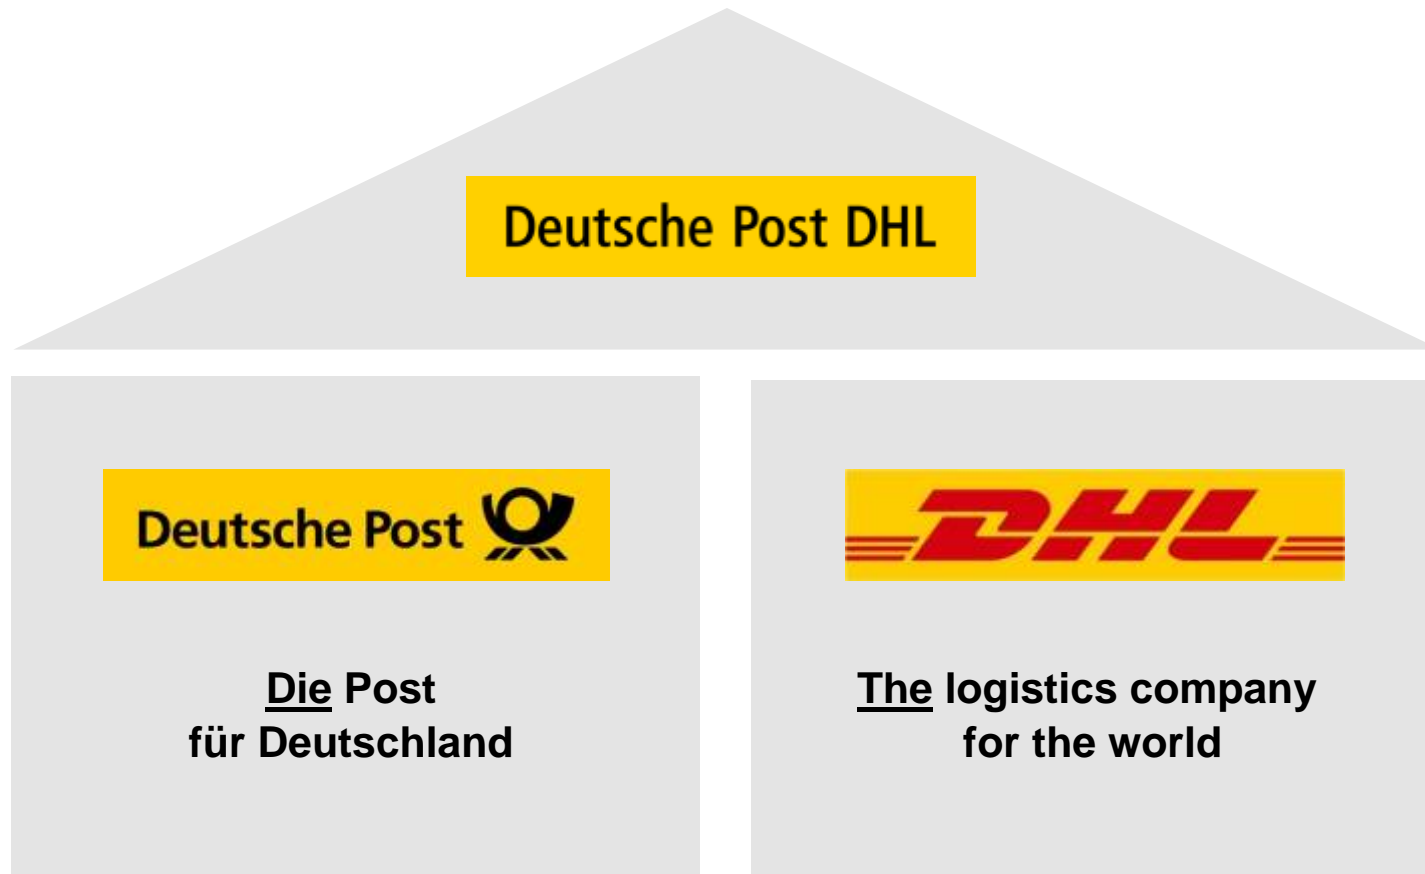 Deutsche Post DHL
Deutsche Post
DHL
Die Post
für Deutschland
The logistics company
for the world